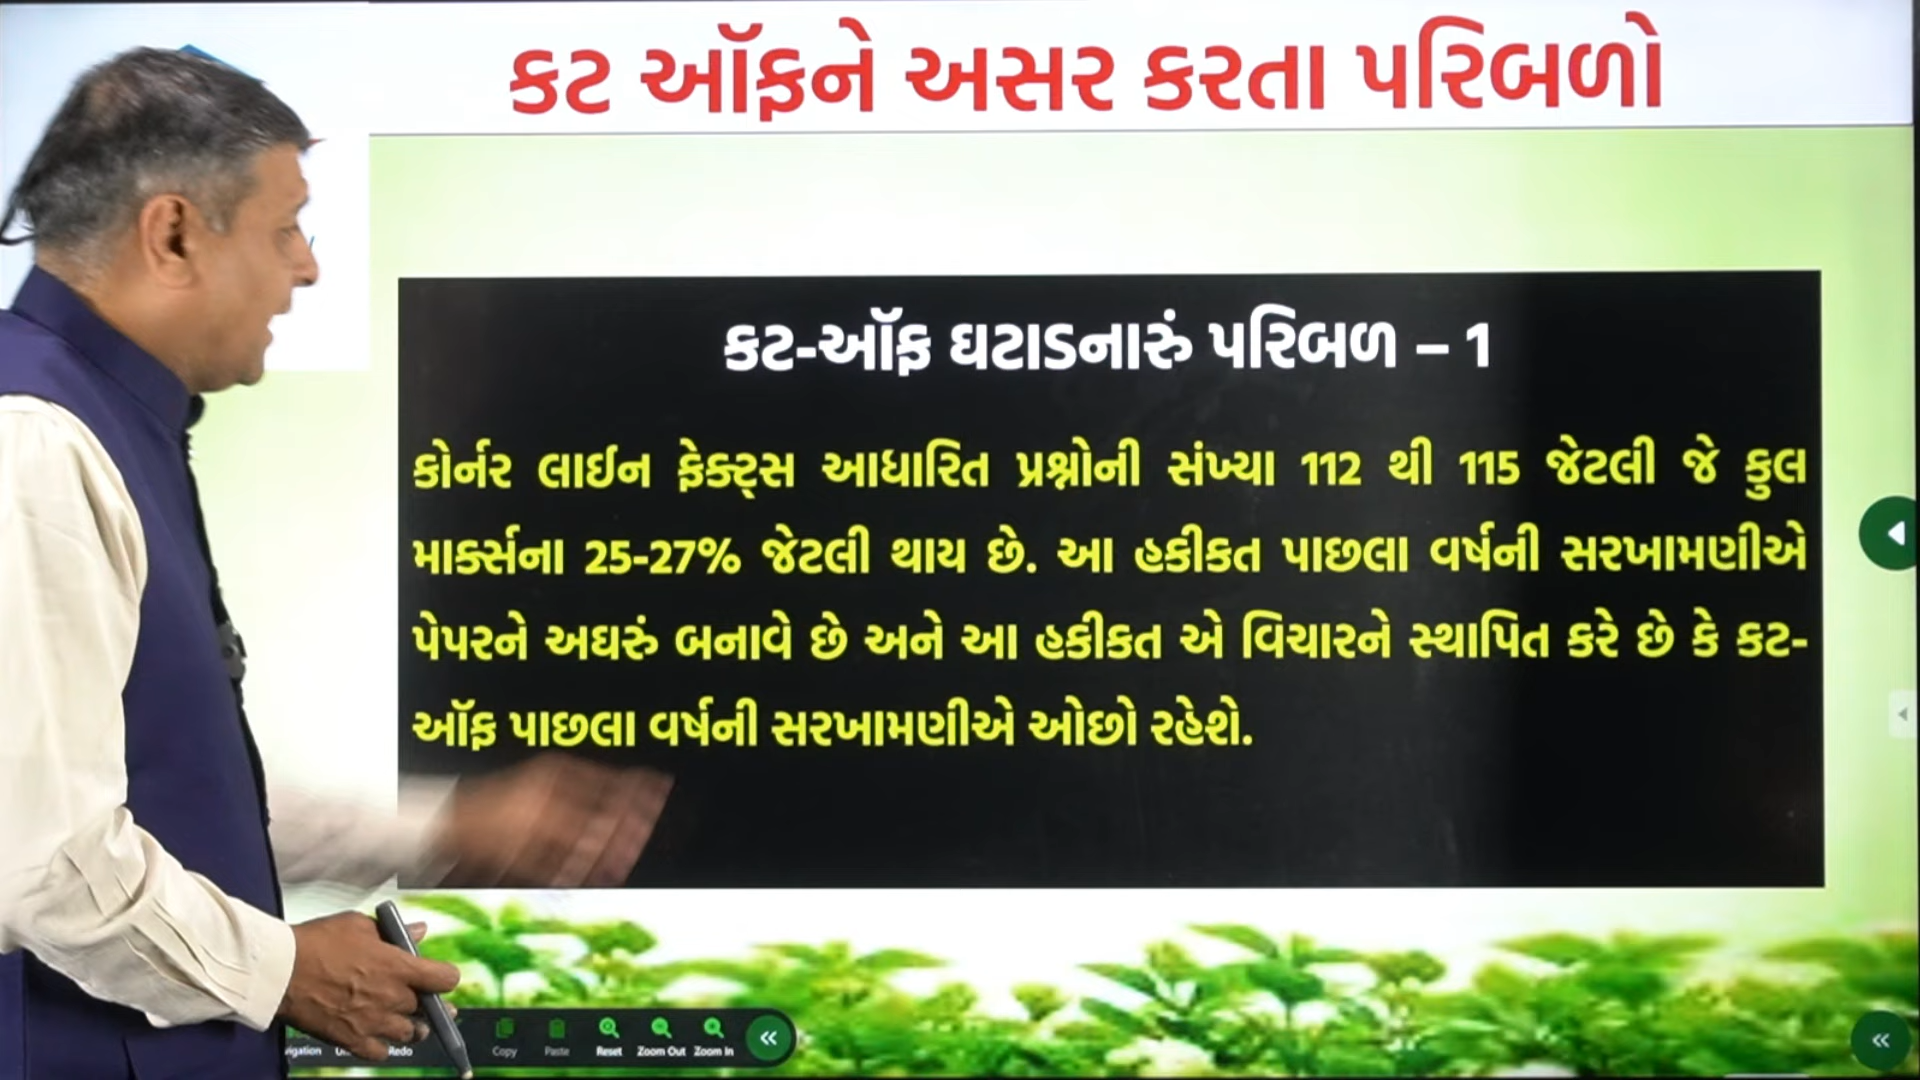 કટ ઑફને અસર કરતા પરિબળો
કટ-ઑફ ઘટાડનારું પરિબળ – 1
કોર્નર લાઈન ફેક્ટ્સ આધારિત પ્રશ્નોની સંખ્યા 112 થી 115 જેટલી જે કુલ
માર્ક્સના 25-27% જેટલી થાય છે. આ હકીકત પાછલા વર્ષની સરખામણીએ
પેપરને અઘરું બનાવે છે અને આ હકીકત એ વિચારને સ્થાપિત કરે છે કે કટ-
ઑફ પાછલા વર્ષની સરખામણીએ ઓછો રહેશે.
Redo Copy Paste Reset Zoom Out Zoom In